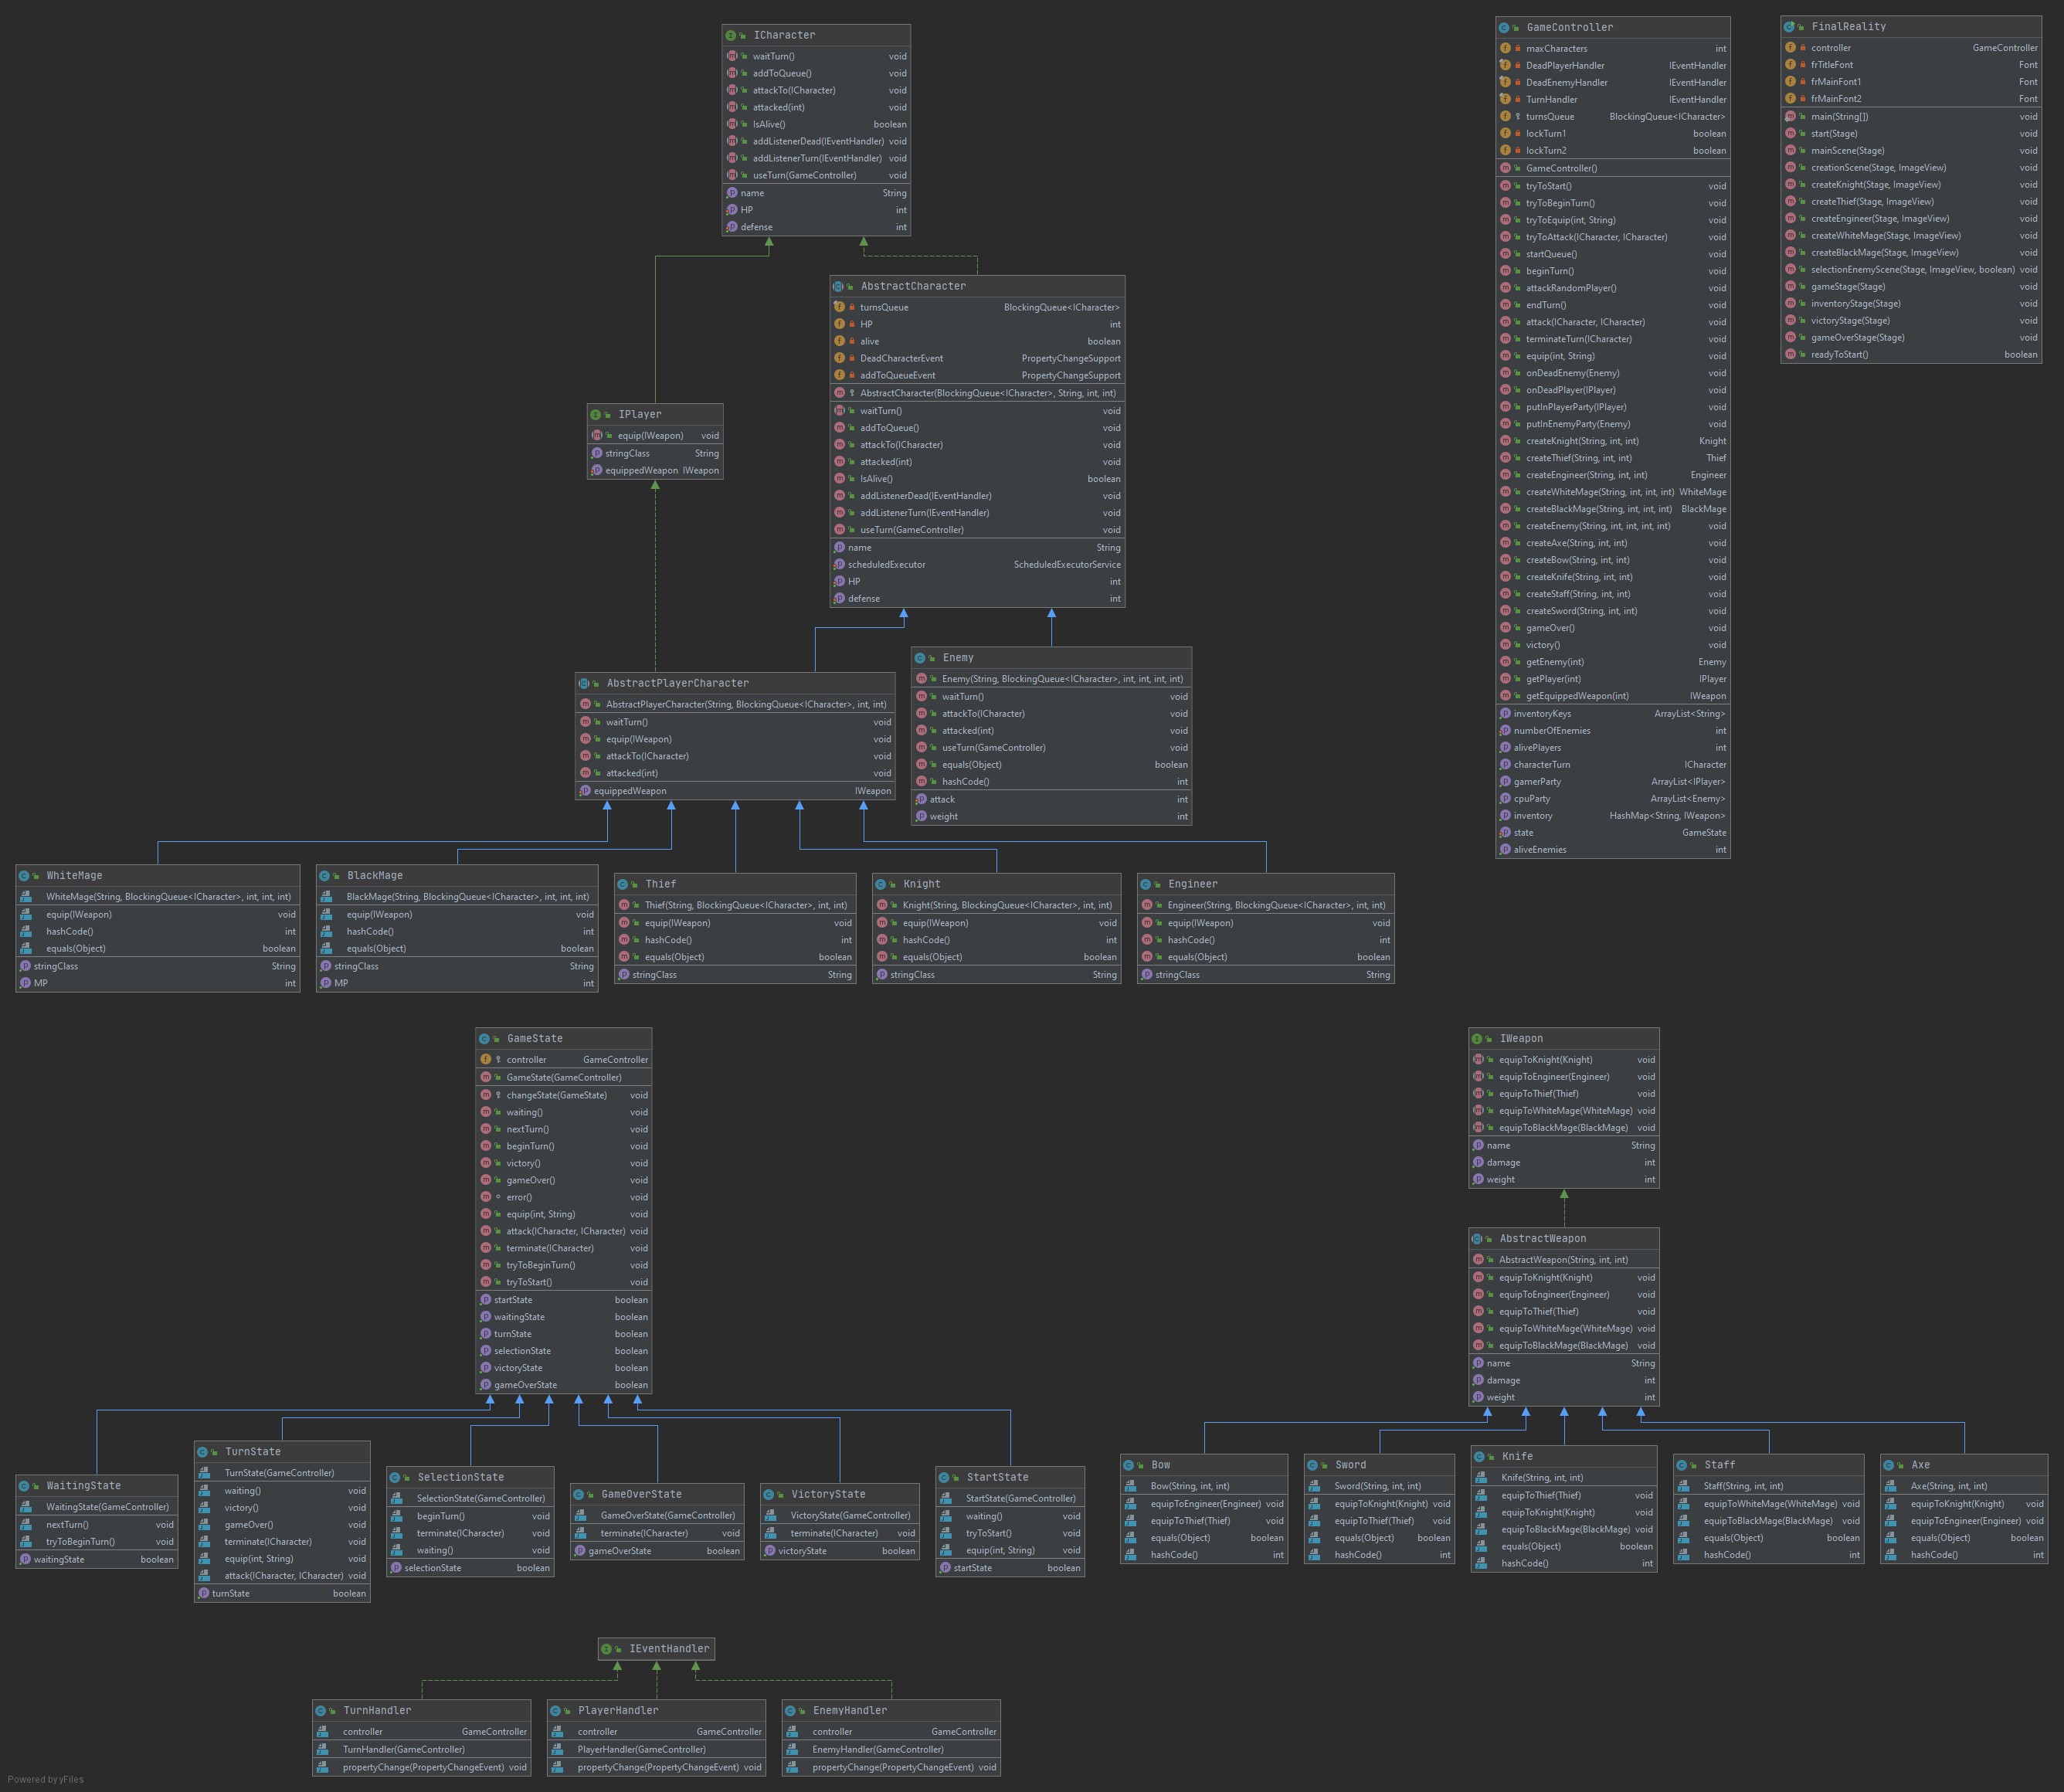 ICharacter
waitTurn() void
addToQueue() void
attackTo(ICharacter) void
attacked(int) void
IsAlive() boolean
addListenerDead(IEventHandler) void
addListenerTurn(IEventHandler) void
useTurn(GameController) void
name String
HP int
defense int
GameController
maxCharacters int
DeadPlayerHandler IEventHandler
DeadEnemyHandler IEventHandler
TurnHandler IEventHandler
turnsQueue BlockingQueue<ICharacter>
lockTurn1 boolean
lockTurn2 boolean
GameController()
tryToStart() void
tryToBeginTurn() void
tryToEquip(int, String) void
tryToAttack(ICharacter, ICharacter) void
startQueue() void
beginTurn() void
attackRandomPlayer() void
endTurn() void
attack(ICharacter, ICharacter) void
terminateTurn(ICharacter) void
equip(int, String) void
onDeadEnemy(Enemy) void
onDeadPlayer(IPlayer) void
putInPlayerParty(IPlayer) void
putInEnemyParty(Enemy) void
createKnight(String, int, int) Knight
createThief(String, int, int) Thief
createEngineer(String, int, int) Engineer
createWhiteMage(String, int, int, int) WhiteMage
createBlackMage(String, int, int, int) BlackMage
createEnemy(String, int, int, int, int) void
createAxe(String, int, int) void
createBow(String, int, int) void
createKnife(String, int, int) void
createStaff(String, int, int) void
createSword(String, int, int) void
gameOver() void
victory() void
getEnemy(int) Enemy
getPlayer(int) IPlayer
getEquippedWeapon(int) IWeapon
inventoryKeys ArrayList<String>
numberOfEnemies int
alivePlayers int
characterTurn ICharacter
gamerParty ArrayList<IPlayer>
cpuParty ArrayList<Enemy>
inventory HashMap<String, IWeapon>
state GameState
aliveEnemies int
FinalReality
controller GameController
frTitleFont Font
frMainFont1 Font
frMainFont2 Font
main(String[]) void
start(Stage) void
mainScene(Stage) void
creationScene(Stage, ImageView) void
createKnight(Stage, ImageView) void
createThief(Stage, ImageView) void
createEngineer(Stage, ImageView) void
createWhiteMage(Stage, ImageView) void
createBlackMage(Stage, ImageView) void
selectionEnemyScene(Stage, ImageView, boolean) void
gameStage(Stage) void
inventoryStage(Stage) void
victoryStage(Stage) void
gameOverStage(Stage) void
readyToStart() boolean
AbstractCharacter
turnsQueue BlockingQueue<ICharacter>
HP int
alive boolean
DeadCharacterEvent PropertyChangeSupport
addToQueueEvent PropertyChangeSupport
AbstractCharacter(BlockingQueue<ICharacter>, String, int, int)
waitTurn() void
addToQueue() void
attackTo(ICharacter) void
attacked(int) void
IsAlive() boolean
addListenerDead(IEventHandler) void
addListenerTurn(IEventHandler) void
useTurn(GameController) void
name String
scheduledExecutor ScheduledExecutorService
HP int
defense int
IPlayer
equip(IWeapon) void
stringClass String
equippedWeapon IWeapon
AbstractPlayerCharacter
AbstractPlayerCharacter(String, BlockingQueue<ICharacter>, int, int)
waitTurn() void
equip(IWeapon) void
attackTo(ICharacter) void
attacked(int) void
equippedWeapon IWeapon
Enemy
Enemy(String, BlockingQueue<ICharacter>, int, int, int, int)
waitTurn() void
attackTo(ICharacter) void
attacked(int) void
useTurn(GameController) void
equals(Object) boolean
hashCode() int
attack int
weight int
WhiteMage
WhiteMage(String, BlockingQueue<ICharacter>, int, int, int)
equip(IWeapon) void
hashCode() int
equals(Object) boolean
stringClass String
MP int
BlackMage
BlackMage(String, BlockingQueue<ICharacter>, int, int, int)
equip(IWeapon) void
hashCode() int
equals(Object) boolean
stringClass String
MP int
Thief
Thief(String, BlockingQueue<ICharacter>, int, int)
equip(IWeapon) void
hashCode() int
equals(Object) boolean
stringClass String
Knight
Knight(String, BlockingQueue<ICharacter>, int, int)
equip(IWeapon) void
hashCode() int
equals(Object) boolean
stringClass String
Engineer
Engineer(String, BlockingQueue<ICharacter>, int, int)
equip(IWeapon) void
hashCode() int
equals(Object) boolean
stringClass String
GameState
controller GameController
GameState(GameController)
changeState(GameState) void
waiting() void
nextTurn() void
beginTurn() void
victory() void
gameOver() void
error() void
equip(int, String) void
attack(ICharacter, ICharacter) void
terminate(ICharacter) void
tryToBeginTurn() void
tryToStart() void
startState boolean
waitingState boolean
turnState boolean
selectionState boolean
victoryState boolean
gameOverState boolean
IWeapon
equipToKnight(Knight) void
equipToEngineer(Engineer) void
equipToThief(Thief) void
equipToWhiteMage(WhiteMage) void
equipToBlackMage(BlackMage) void
name String
damage int
weight int
AbstractWeapon
AbstractWeapon(String, int, int)
equipToKnight(Knight) void
equipToEngineer(Engineer) void
equipToThief(Thief) void
equipToWhiteMage(WhiteMage) void
equipToBlackMage(BlackMage) void
name String
damage int
weight int
WaitingState
WaitingState(GameController)
nextTurn() void
tryToBeginTurn() void
waitingState boolean
TurnState
TurnState(GameController)
waiting() void
victory() void
gameOver() void
terminate(ICharacter) void
equip(int, String) void
attack(ICharacter, ICharacter) void
turnState boolean
SelectionState
SelectionState(GameController)
beginTurn() void
terminate(ICharacter) void
waiting() void
selectionState boolean
GameOverState
GameOverState(GameController)
terminate(ICharacter) void
gameOverState boolean
VictoryState
VictoryState(GameController)
terminate(ICharacter) void
victoryState boolean
StartState
StartState(GameController)
waiting() void
tryToStart() void
equip(int, String) void
startState boolean
Bow
Bow(String, int, int)
equipToEngineer(Engineer) void
equipToThief(Thief) void
equals(Object) boolean
hashCode() int
Sword
Sword(String, int, int)
equipToKnight(Knight) void
equipToThief(Thief) void
equals(Object) boolean
hashCode() int
Knife
Knife(String, int, int)
equipToThief(Thief) void
equipToKnight(Knight) void
equipToBlackMage(BlackMage) void
equals(Object) boolean
hashCode() int
Staff
Staff(String, int, int)
equipToWhiteMage(WhiteMage) void
equipToBlackMage(BlackMage) void
equals(Object) boolean
hashCode() int
Axe
Axe(String, int, int)
equipToKnight(Knight) void
equipToEngineer(Engineer) void
equals(Object) boolean
hashCode() int
IEventHandler
TurnHandler
controller GameController
TurnHandler(GameController)
propertyChange(PropertyChangeEvent) void
PlayerHandler
controller GameController
PlayerHandler(GameController)
propertyChange(PropertyChangeEvent) void
EnemyHandler
controller GameController
EnemyHandler(GameController)
propertyChange(PropertyChangeEvent) void
Powered by yFiles